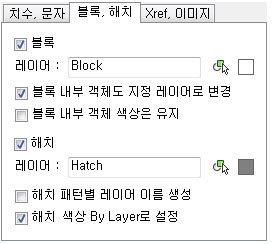 치수, 문자 블록, 해치 Xref, 이미지
블록
레이어 : Block
블록 내부 객체도 지정 레이어로 변경
블록 내부 객체 색상은 유지
해치
레이어 : Hatch
해치 패턴별 레이어 이름 생성
해치 색상 By Layer로 설정